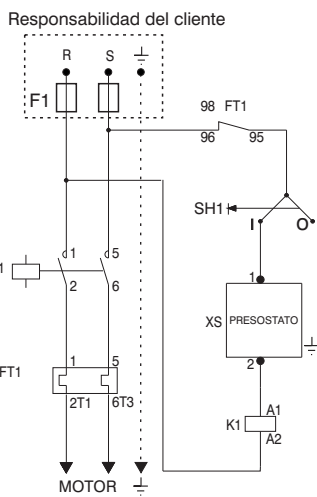 Responsabilidad del cliente
R S
F1
98 FT1
96 95
SH1
I O
1 5
1
2 6
1
XS PRESOSTATO
2
FT1
1 5
2T1 6T3
K1 A1
A2
MOTOR